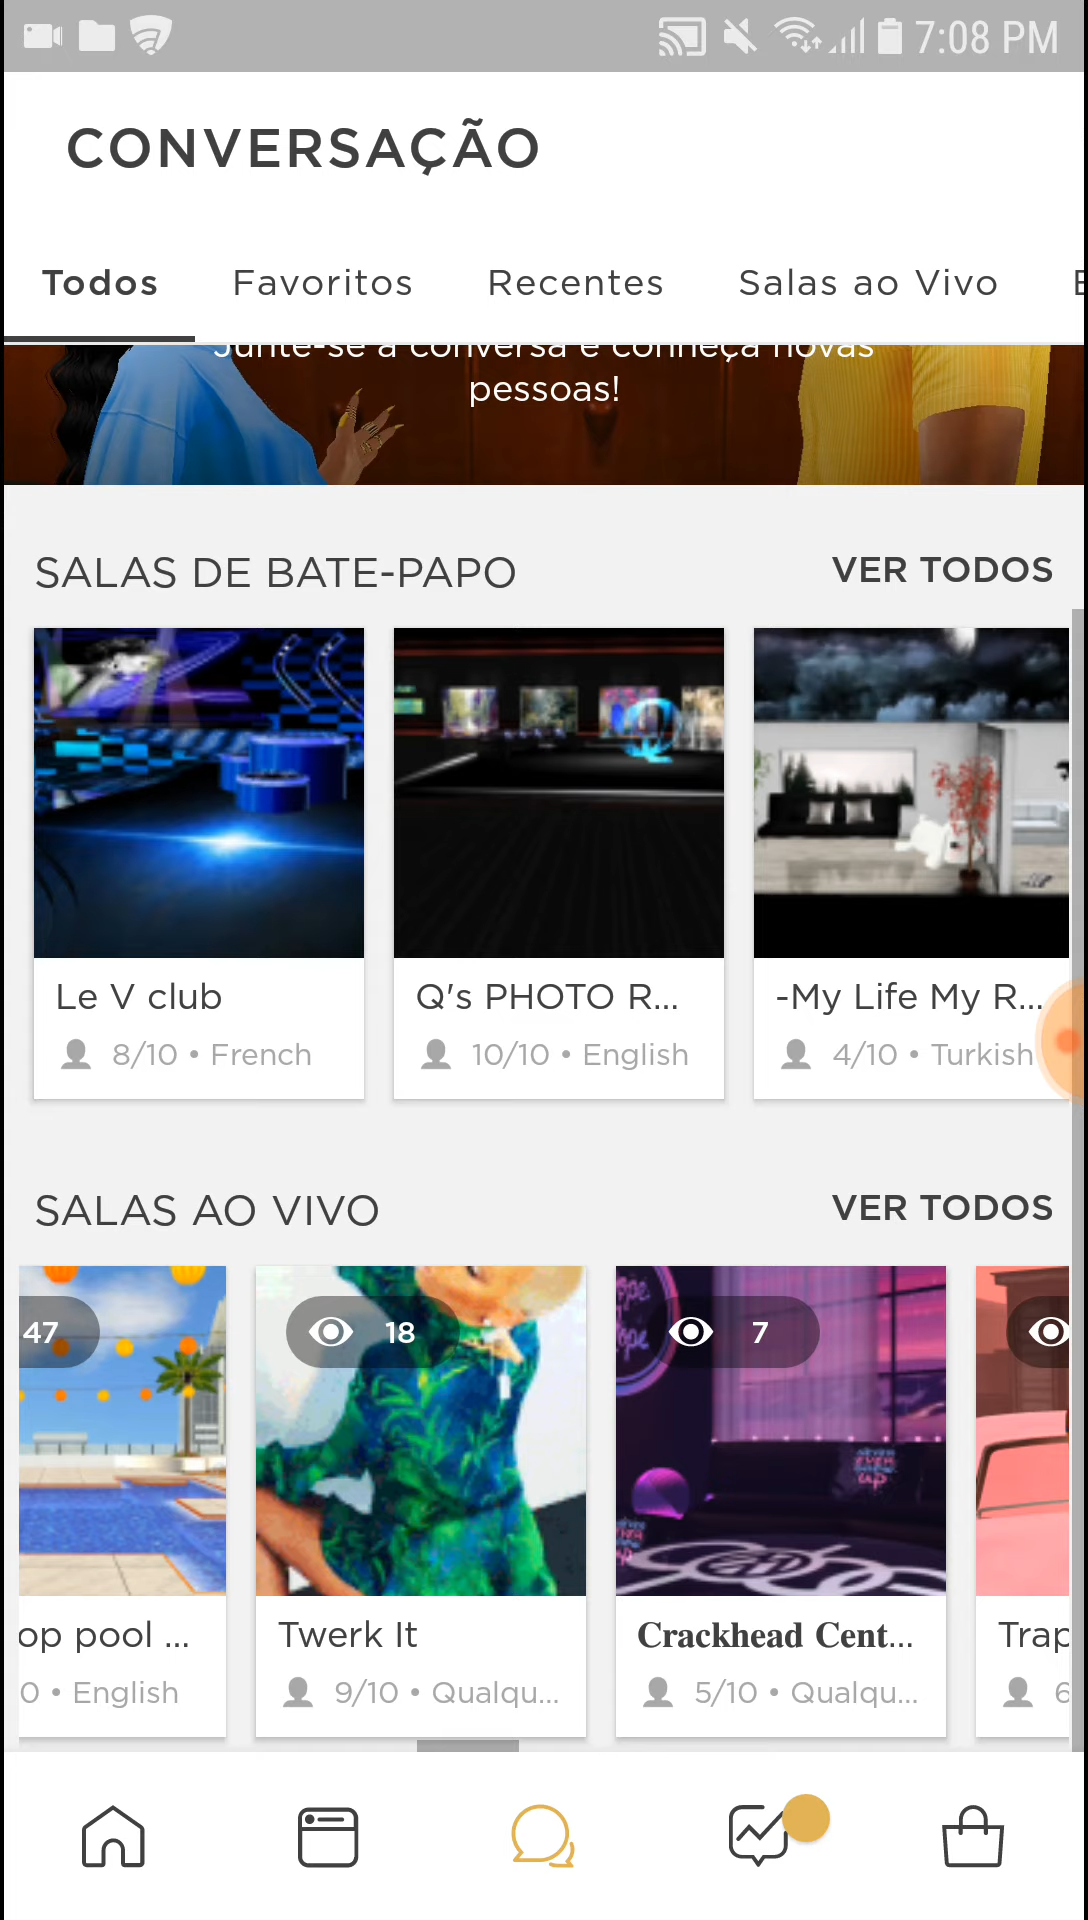 7:08 PM
CONVERSAÇÃO
Todos Favoritos Recentes Salas ao Vivo
Junte-se à conversa e conheça novas
pessoas!
SALAS DE BATE-PAPO VER TODOS
Le V club Q's PHOTO R... -My Life My R...
8/10 • French 10/10 • English 4/10 • Turkish
SALAS AO VIVO VER TODOS
47 18 7
op pool ... Twerk It Crackhead Cent... Trap
0 • English 9/10 • Qualqu... 5/10 • Qualqu... 6